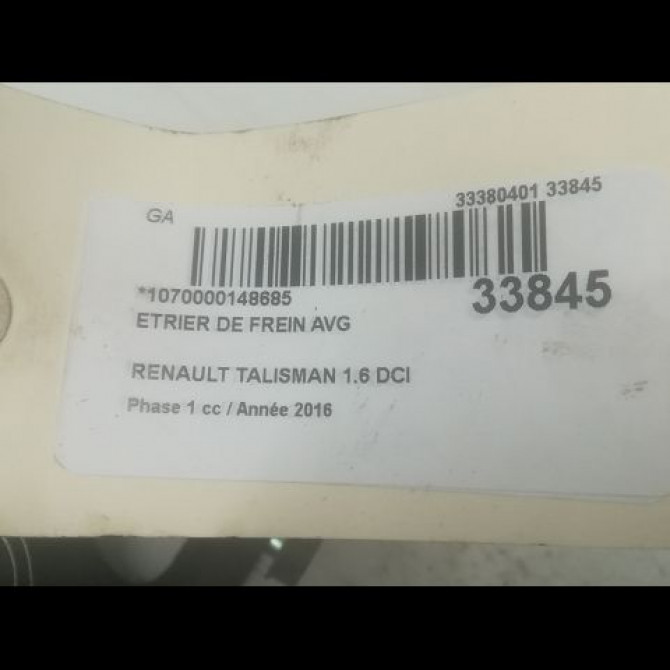 GA
33380401 33845
*1070000148685
33845
ETRIER DE FREIN AVG
RENAULT TALISMAN 1.6 DCI
Phase 1 cc / Année 2016